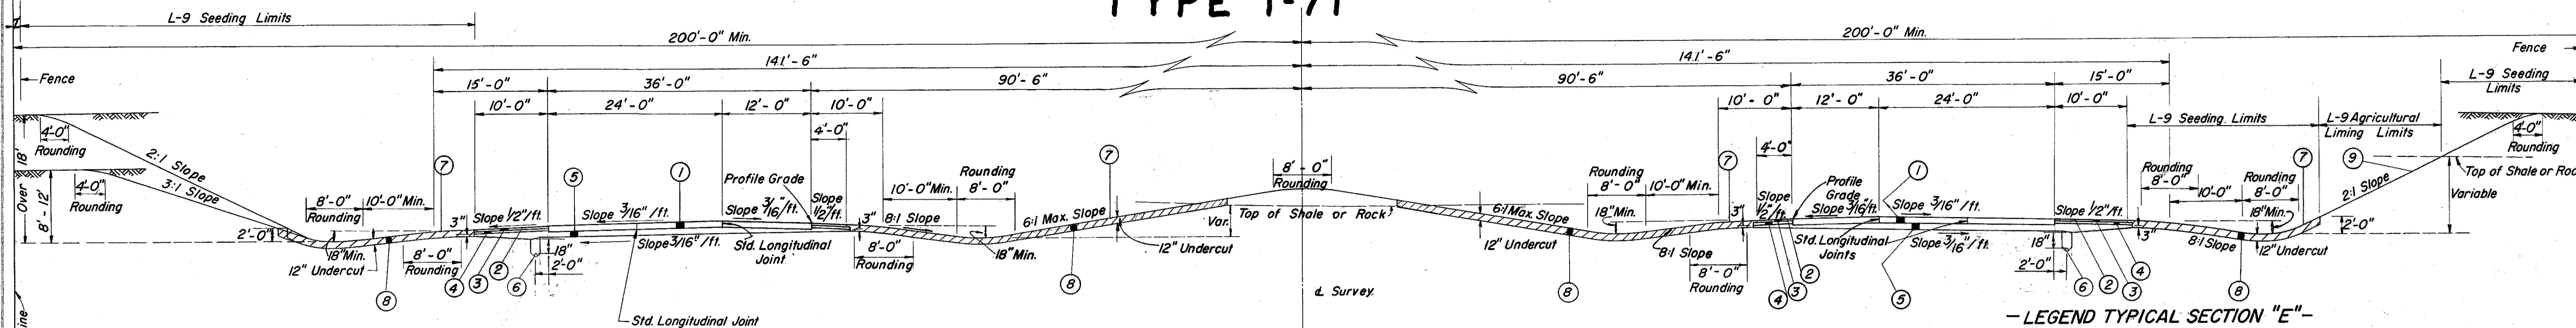 TYPE 1-71
L-9 Seeding Limits
200'-0" Min.
200'-0" Min.
Fence
Fence
14.1'-6"
14.1'-6"
15'-0"
36'-0"
90'-6"
90'-6"
36'-0"
15'-0"
L-9 Seeding
Limits
10'-0"
24'-0"
12'-0"
10'-0"
10'-0"
12'-0"
24'-0"
10'-0"
4'-0"
4'-0"
L-9 Seeding Limits
L-9 Agricultural
Liming Limits
4'-0"
Rounding
4'-0"
Rounding
Over 18'
8'-12'
2:1 Slope
3:1 Slope
4'-0"
Rounding
7
5
1
7
7
1
7
9
Profile Grade
8'-0"
Rounding
Profile
Grade
Top of Shale or Roc
Variable
2:1 Slope
8'-0"
Rounding
10'-0" Min.
3"
Slope 1/2"/ft.
Slope 3/16"/ft.
Slope 3/16"/ft.
Slope
1/2"/ft.
3"
8:1 Slope
10'-0" Min.
Rounding
8'-0"
6:1 Max. Slope
Var.
Top of Shale or Rock
6:1 Max. Slope
Rounding
8'-0"
10'-0" Min.
18" Min.
3"
Slope
1/2"/ft.
Slope 3/16"/ft.
Slope 3/16"/ft.
Slope 1/2"/ft.
Rounding
8'-0"
10'-0"
Rounding
8'-0"
18" Min.
2'-0"
2'-0"
18" Min.
12" Undercut
8'-0"
Rounding
18"
2'-0"
Slope 3/16"/ft.
Std. Longitudinal
Joint
8'-0"
Rounding
18" Min.
12" Undercut
12" Undercut
8:1 Slope
8'-0"
Rounding
Std. Longitudinal
Joints
Slope 3/16"/ft.
18"
2'-0"
3"
8:1 Slope
12" Undercut
8
4
3
2
6
8
8
4
3
2
5
6
2
3
4
8
℄ Survey
Std. Longitudinal Joint
ine
-LEGEND TYPICAL SECTION "E"-